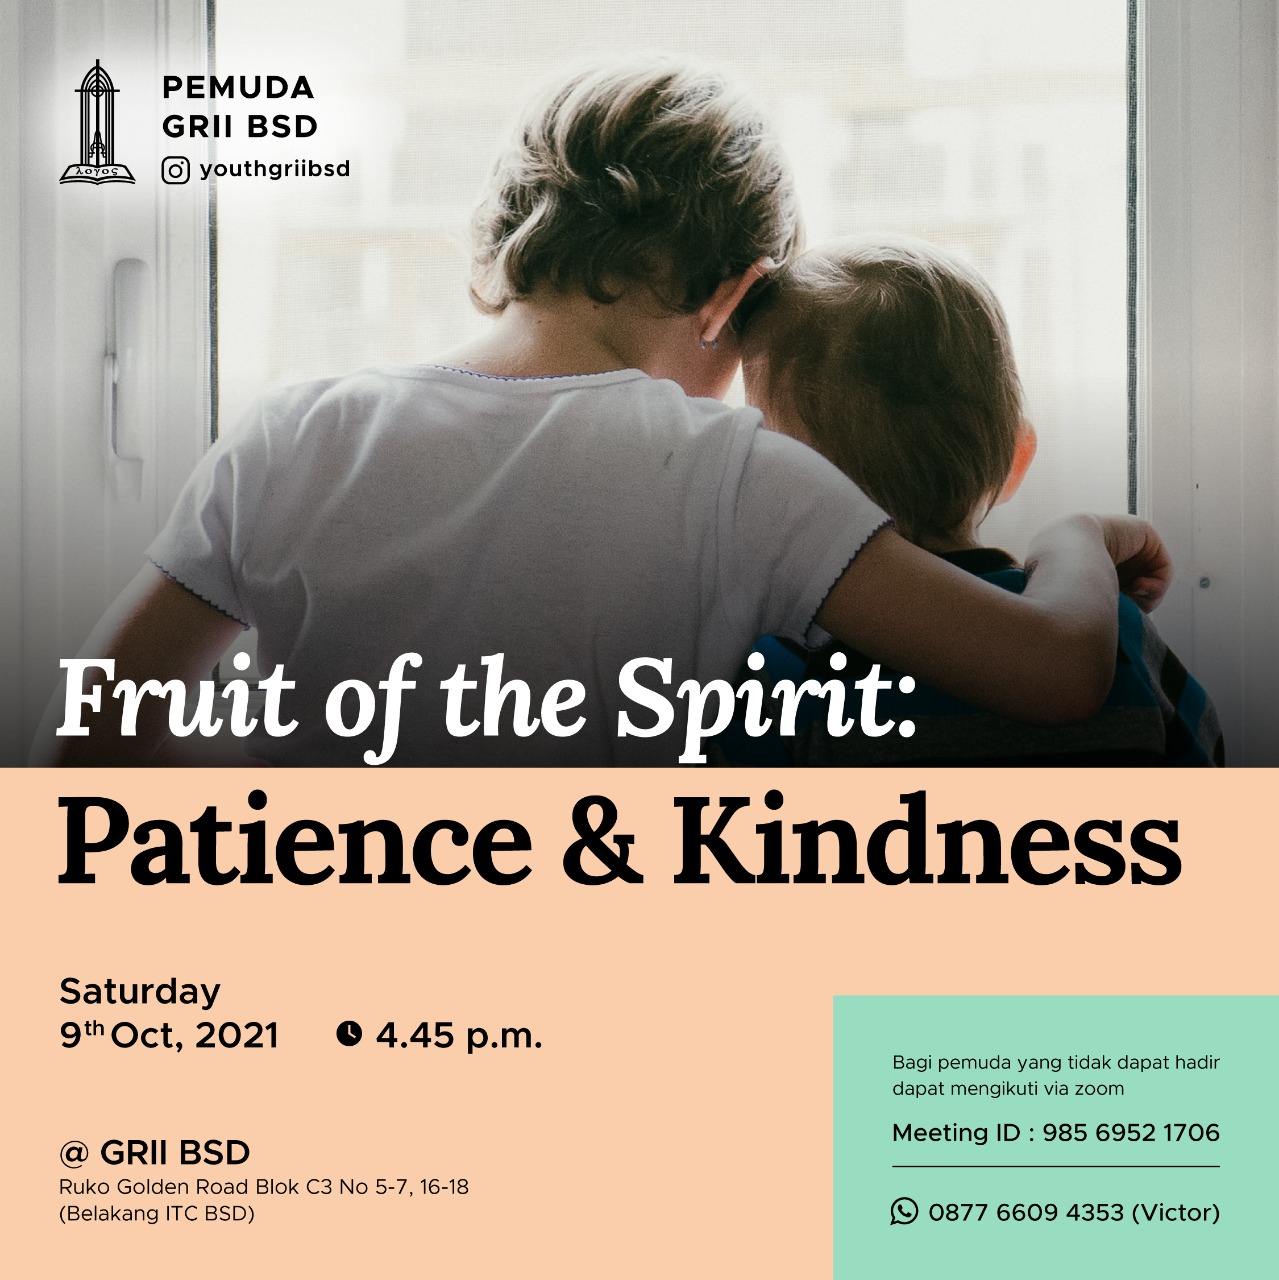 λογος
PEMUDA
GRII BSD
youthgriibsd
Fruit of the Spirit:
Patience & Kindness
Saturday
9th Oct, 2021 4.45 p.m.
@ GRII BSD
Ruko Golden Road Blok C3 No 5-7, 16-18
(Belakang ITC BSD)
Bagi pemuda yang tidak dapat hadir
dapat mengikuti via zoom
Meeting ID : 985 6952 1706
0877 6609 4353 (Victor)